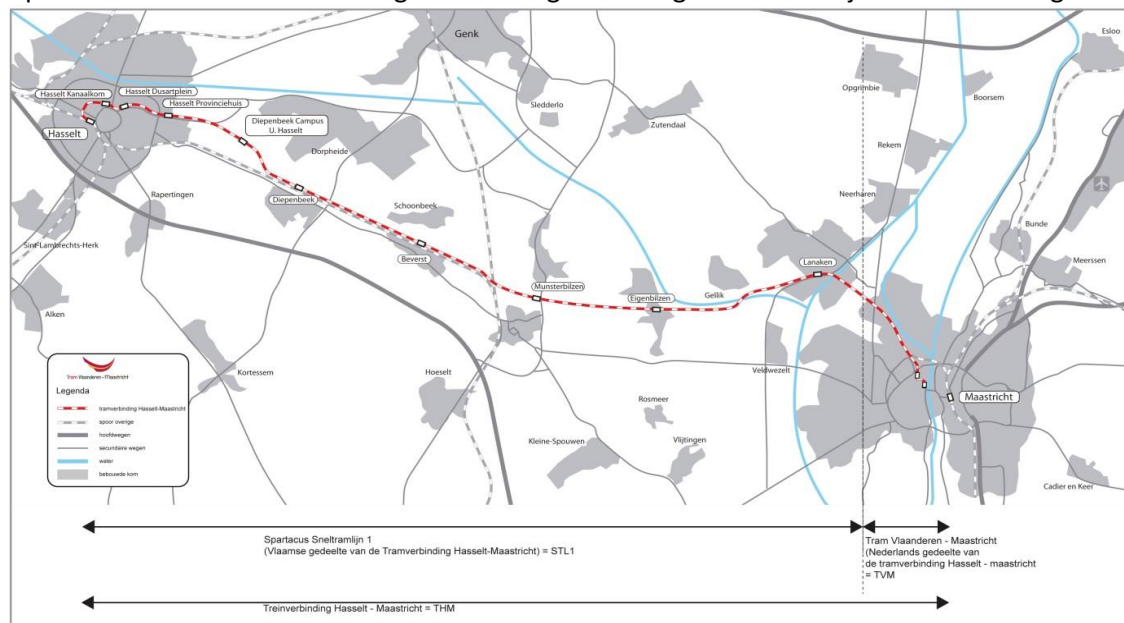 Genk
Esloo
Hasselt Kanaalkom
Hasselt Dusartplein
Hasselt Provinciehuis
Hasselt
Diepenbeek Campus
U. Hasselt
Dorpheide
Sledderlo
Zutendaal
Opgrimbie
Boorsem
Rekem
Neerharen
Rapertingen
Diepenbeek
Schoonbeek
Sint-Lambrechts-Herk
Beverst
Lanaken
Bunde
Meerssen
Munsterbilzen
Eigenbilzen
Gellik
Alken
Kortessem
Hoeselt
Veldwezelt
Maastricht
Rosmeer
Kleine-Spouwen
Vlijtingen
Cadier en Keer
Tram Vlaanderen - Maastricht
Legenda
tramverbinding Hasselt-Maastricht
spoor overige
hoofdwegen
secundaire wegen
water
bebouwde kom
Spartacus Sneltramlijn 1
(Vlaamse gedeelte van de Tramverbinding Hasselt-Maastricht) = STL1
Tram Vlaanderen - Maastricht
(Nederlands gedeelte van
de tramverbinding Hasselt - maastricht
= TVM
Treinverbinding Hasselt - Maastricht = THM